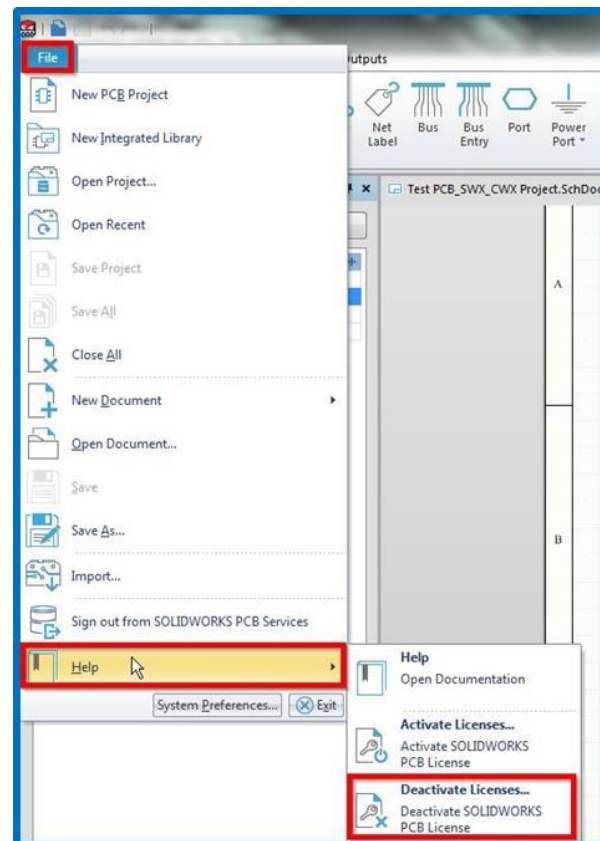 File
utputs
New PCB Project
New Integrated Library
Open Project...
Open Recent
Save Project
Save All
Close All
New Document
Open Document...
Save
Save As...
Import...
Sign out from SOLIDWORKS PCB Services
Help
System Preferences...
Exit
Net
Label
Bus
Bus
Entry
Port
Power
Port
Test PCB_SWX_CWX Project.SchDoc
A
B
Help
Open Documentation
Activate Licenses...
Activate SOLIDWORKS
PCB License
Deactivate Licenses...
Deactivate SOLIDWORKS
PCB License